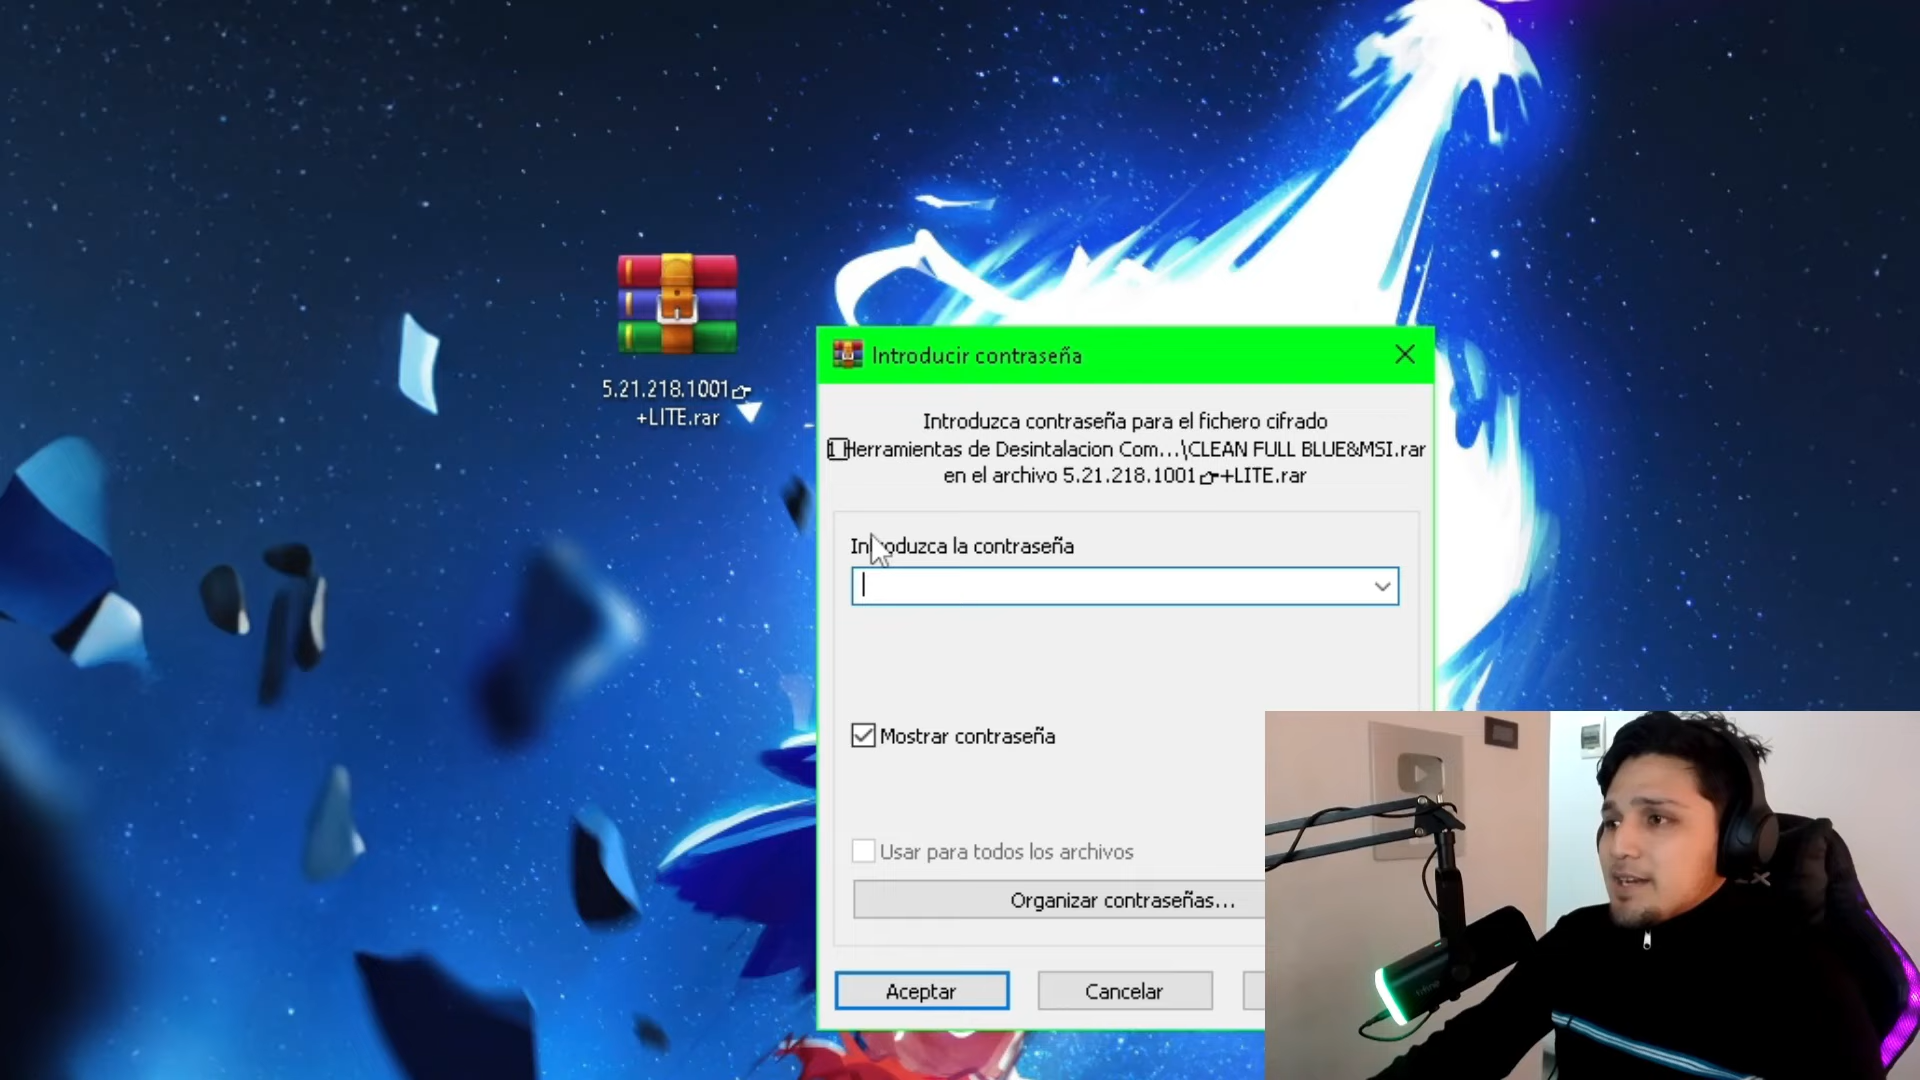 5.21.218.1001👉
+LITE.rar
Introducir contraseña
Introduzca contraseña para el fichero cifrado
1 Herramientas de Desintalacion Com...\CLEAN FULL BLUE&MSI.rar
en el archivo 5.21.218.1001👉+LITE.rar
Introduzca la contraseña
Mostrar contraseña
Usar para todos los archivos
Organizar contraseñas...
Aceptar
Cancelar